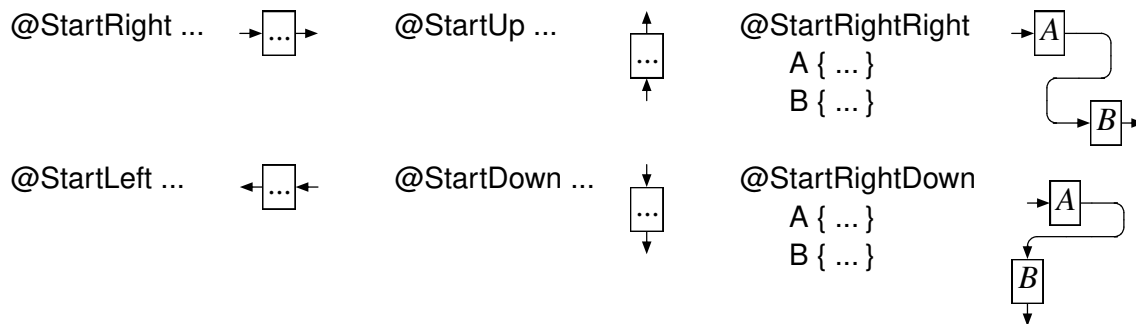 @StartRight ... ... @StartUp ... ... @StartRightRight A
A { ... }
B { ... } B
@StartLeft ... ... @StartDown ... ... @StartRightDown A
A { ... }
B { ... } B